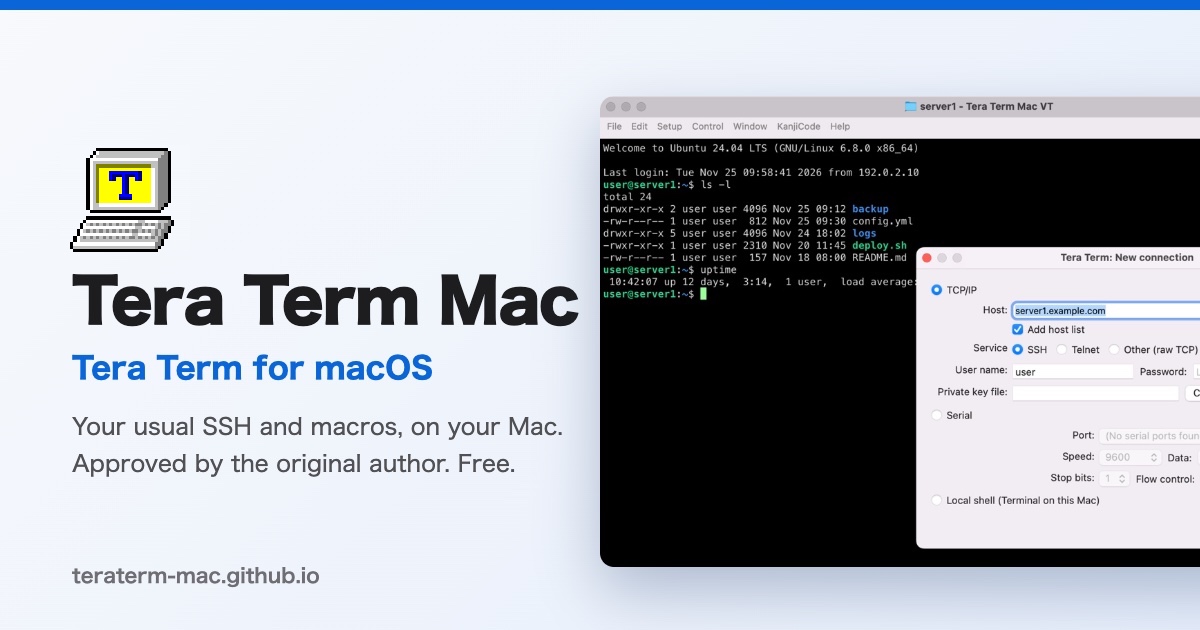 T
Tera Term Mac
Tera Term for macOS
Your usual SSH and macros, on your Mac.
Approved by the original author. Free.
teraterm-mac.github.io
server1 - Tera Term Mac VT
File Edit Setup Control Window KanjiCode Help
Welcome to Ubuntu 24.04 LTS (GNU/Linux 6.8.0 x86_64)
Last login: Tue Nov 25 09:58:41 2026 from 192.0.2.10
user@server1:~$ ls -l
total 24
drwxr-xr-x 2 user user 4096 Nov 25 09:12 backup
-rw-r--r-- 1 user user  812 Nov 25 09:30 config.yml
drwxr-xr-x 5 user user 4096 Nov 24 18:02 logs
-rwxr-xr-x 1 user user 2310 Nov 20 11:45 deploy.sh
-rw-r--r-- 1 user user  157 Nov 18 08:00 README.md
user@server1:~$ uptime
 10:42:07 up 12 days,  3:14,  1 user,  load average:
user@server1:~$
Tera Term: New connection
TCP/IP
Host: server1.example.com
Add host list
Service SSH Telnet Other (raw TCP)
User name: user Password:
Private key file:
Serial
Port: (No serial ports foun
Speed: 9600 Data:
Stop bits: 1 Flow control:
Local shell (Terminal on this Mac)